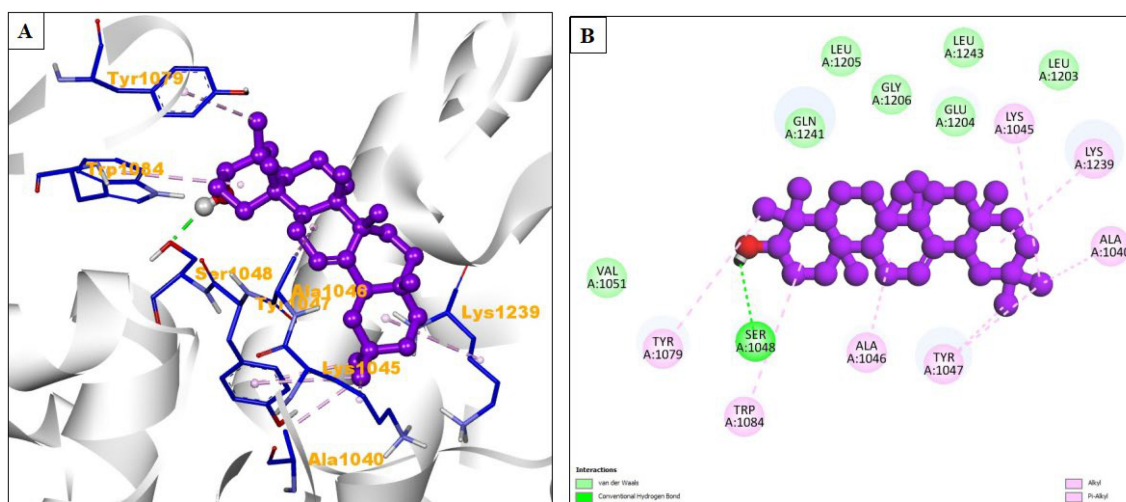 A
Tyr1079
Trp1084
Ser1048
Ala1046
Tyr1047
Lys1239
Lys1045
Ala1040
B
LEU
A:1205
LEU
A:1243
LEU
A:1203
GLY
A:1206
GLN
A:1241
GLU
A:1204
LYS
A:1045
LYS
A:1239
ALA
A:1040
VAL
A:1051
TYR
A:1079
SER
A:1048
ALA
A:1046
TYR
A:1047
TRP
A:1084
Interactions
van der Waals
Conventional Hydrogen Bond
Alkyl
Pi-Alkyl